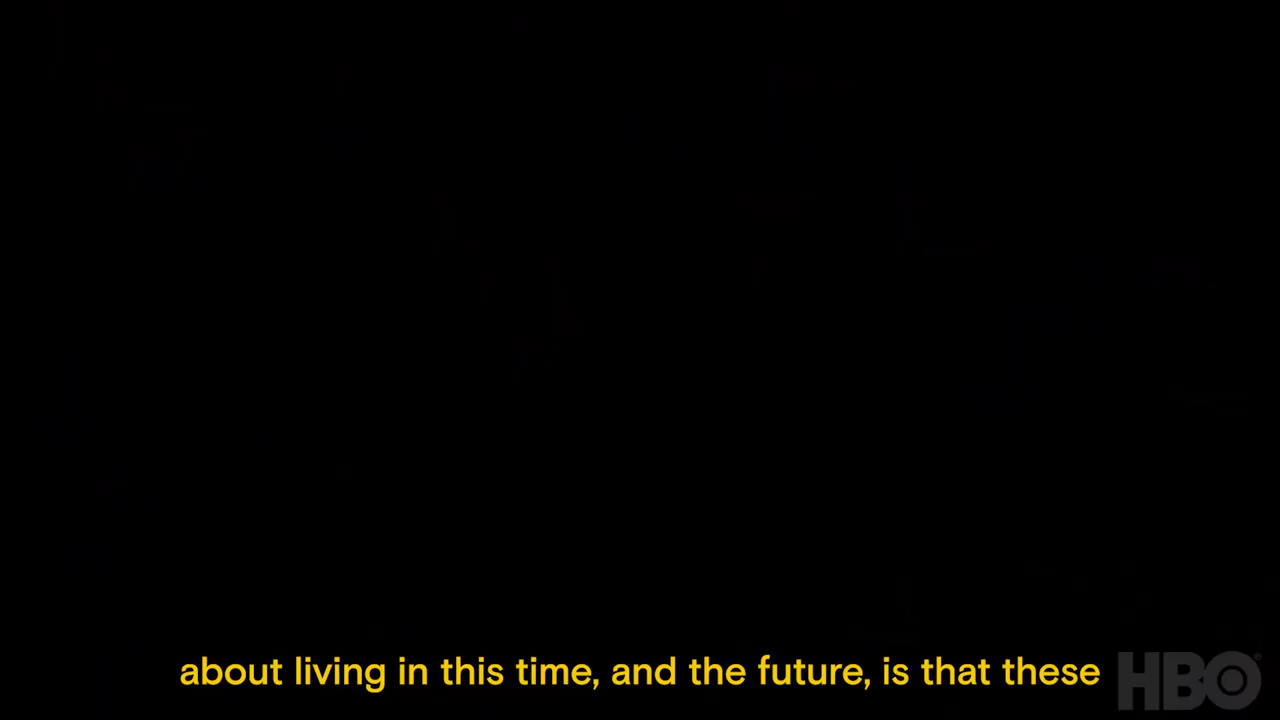 about living in this time, and the future, is that these
HBO